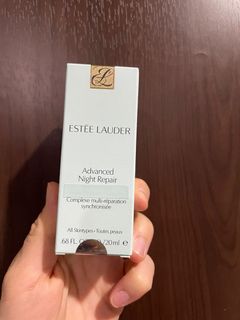 ESTĒE LAUDER
Advanced
Night Repair
Complexe multi-réparation
synchronisée
All Skintypes • Toutes peaux
.68 FL.
/20ml ℮